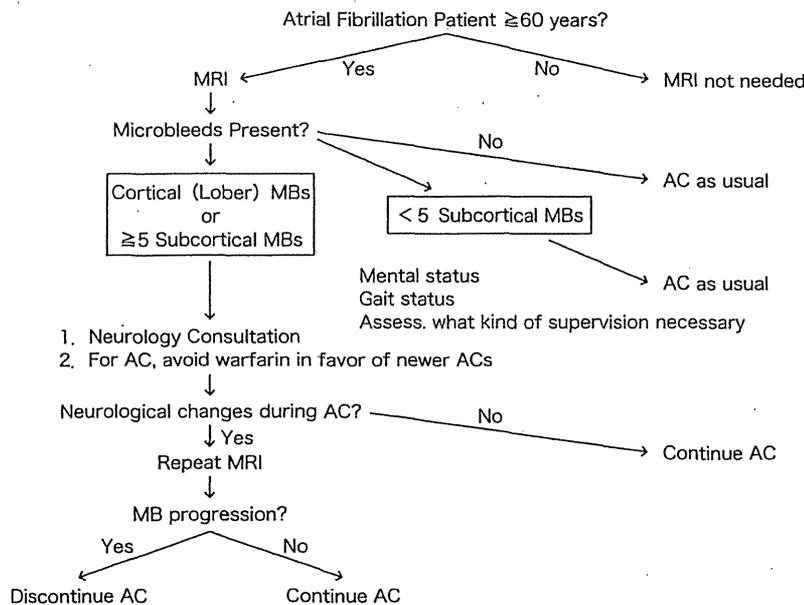 Atrial Fibrillation Patient ≧60 years?
Yes
No
MRI
MRI not needed
Microbleeds Present?
No
AC as usual
Cortical (Lober) MBs
or
≧5 Subcortical MBs
< 5 Subcortical MBs
AC as usual
Mental status
Gait status
Assess. what kind of supervision necessary
1. Neurology Consultation
2. For AC, avoid warfarin in favor of newer ACs
Neurological changes during AC?
No
Yes
Continue AC
Repeat MRI
MB progression?
Yes
No
Discontinue AC
Continue AC